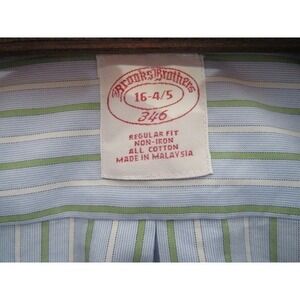 Brooks Brothers
16-4/5
346
REGULAR FIT
NON-IRON
ALL COTTON
MADE IN MALAYSIA